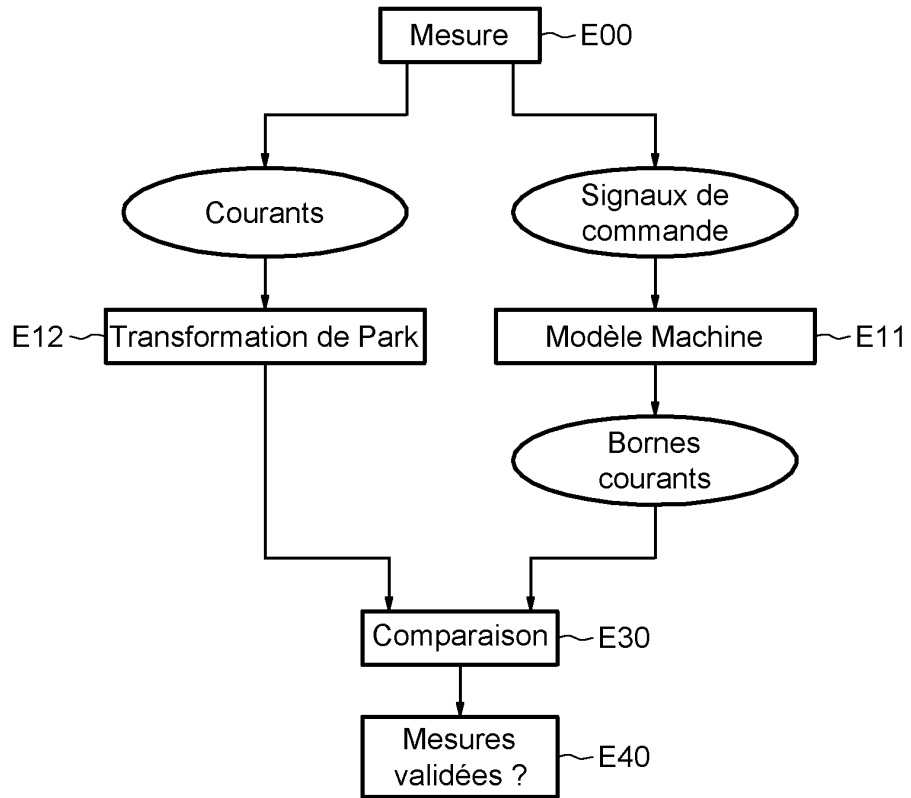 Mesure
E00
Courants
Signaux de
commande
E12
Transformation de Park
Modèle Machine
E11
Bornes
courants
Comparaison
E30
Mesures
validées ?
E40